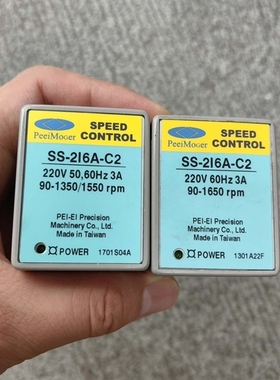 PeeiMoger
SPEED
CONTROL
SS-2I6A-C2
220V 50,60Hz 3A
90-1350/1550 rpm
PEI-EI Precision
Machinery Co., Ltd.
Made in Taiwan
POWER 1701S04A
PeeiMoger
SPEED
CONTROL
SS-2I6A-C2
220V 60Hz 3A
90-1650 rpm
PEI-EI Precision
Machinery Co., Ltd.
Made in Taiwan
POWER 1301A22F